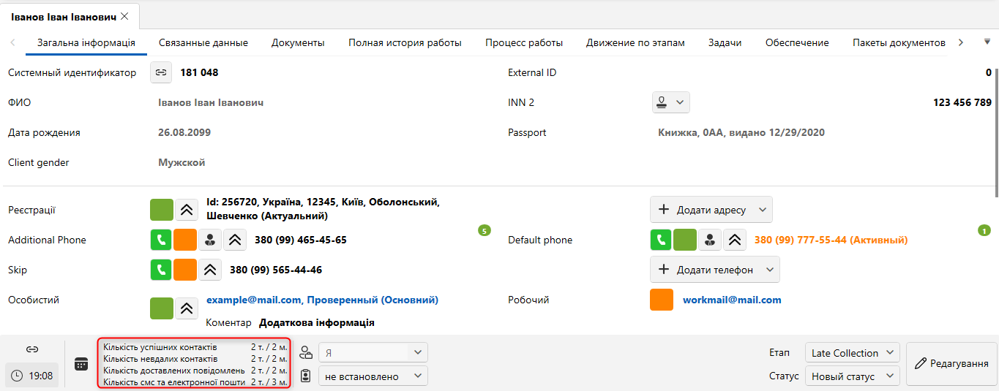 Іванов Іван Іванович
Загальна інформація Связанные данные Документы Полная история работы Процесс работы Движение по этапам Задачи Обеспечение Пакеты документов
Системный идентификатор 181 048 External ID 0
ФИО Іванов Іван Іванович INN 2 123 456 789
Дата рождения 26.08.2099 Passport Книжка, 0AA, видано 12/29/2020
Client gender Мужской
Реєстрації Id: 256720, Україна, 12345, Київ, Оболонський, Додати адресу
Шевченко (Актуальний)
Additional Phone 380 (99) 465-45-65 5 Default phone 380 (99) 777-55-44 (Активный) 1
Skip 380 (99) 565-44-46 Додати телефон
Особистий example@mail.com, Проверенный (Основний) Робочий workmail@mail.com
Коментар Додаткова інформація
Кількість успішних контактів 2 т. / 2 м.
Кількість невдалих контактів 2 т. / 2 м.
Кількість доставлених повідомлень 2 т. / 2 м.
Кількість смс та електронної пошти 2 т. / 3 м.
19:08
Я
не встановлено
Етап Late Collection
Статус Новый статус
Редагування